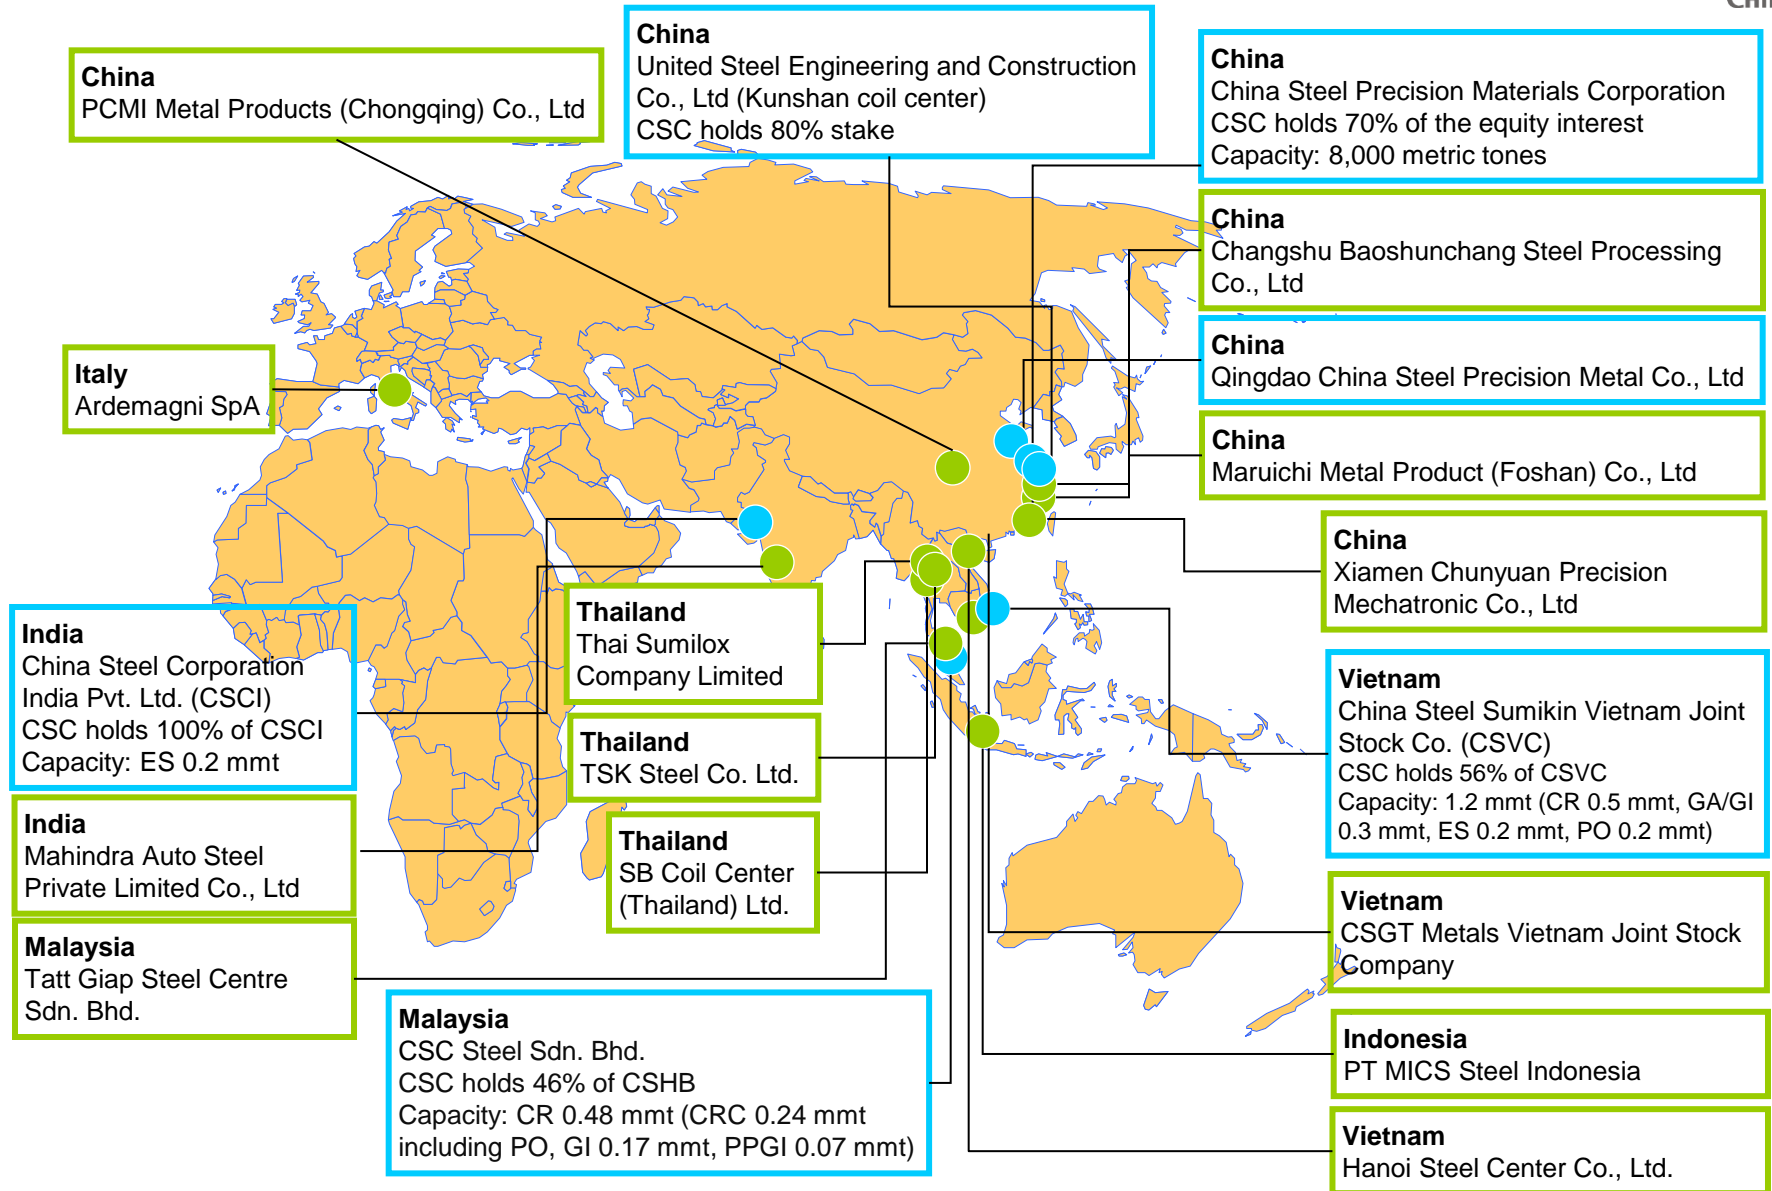 China
PCMI Metal Products (Chongqing) Co., Ltd
China
United Steel Engineering and Construction
Co., Ltd (Kunshan coil center)
CSC holds 80% stake
China
China Steel Precision Materials Corporation
CSC holds 70% of the equity interest
Capacity: 8,000 metric tones
China
Changshu Baoshunchang Steel Processing
Co., Ltd
China
Qingdao China Steel Precision Metal Co., Ltd
China
Maruichi Metal Product (Foshan) Co., Ltd
China
Xiamen Chunyuan Precision
Mechatronic Co., Ltd
Italy
Ardemagni SpA
India
China Steel Corporation
India Pvt. Ltd. (CSCI)
CSC holds 100% of CSCI
Capacity: ES 0.2 mmt
India
Mahindra Auto Steel
Private Limited Co., Ltd
Malaysia
Tatt Giap Steel Centre
Sdn. Bhd.
Thailand
Thai Sumilox
Company Limited
Thailand
TSK Steel Co. Ltd.
Thailand
SB Coil Center
(Thailand) Ltd.
Malaysia
CSC Steel Sdn. Bhd.
CSC holds 46% of CSHB
Capacity: CR 0.48 mmt (CRC 0.24 mmt
including PO, GI 0.17 mmt, PPGI 0.07 mmt)
Vietnam
China Steel Sumikin Vietnam Joint
Stock Co. (CSVC)
CSC holds 56% of CSVC
Capacity: 1.2 mmt (CR 0.5 mmt, GA/GI
0.3 mmt, ES 0.2 mmt, PO 0.2 mmt)
Vietnam
CSGT Metals Vietnam Joint Stock
Company
Indonesia
PT MICS Steel Indonesia
Vietnam
Hanoi Steel Center Co., Ltd.